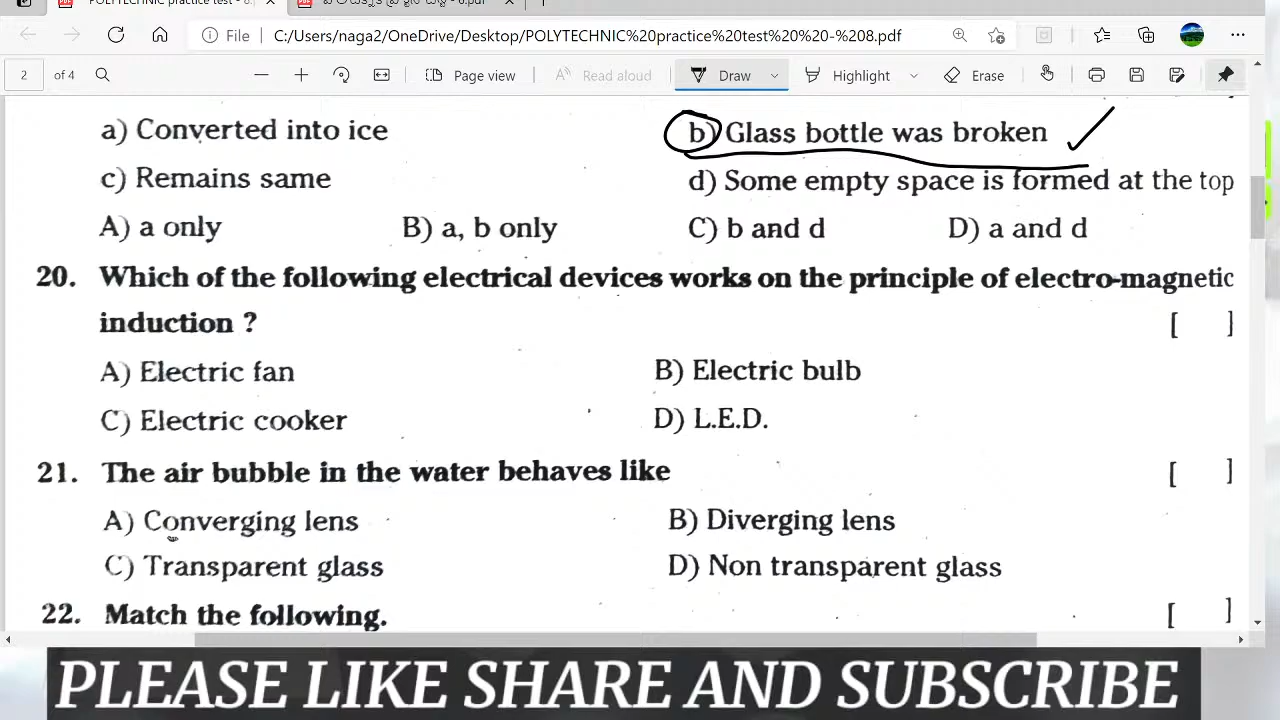 POLYTECHNIC practice test - 8.
File C:/Users/naga2/OneDrive/Desktop/POLYTECHNIC%20practice%20test%20%20-%208.pdf
2 of 4 Page view Read aloud Draw Highlight Erase
a) Converted into ice b) Glass bottle was broken
c) Remains same d) Some empty space is formed at the top
A) a only B) a, b only C) b and d D) a and d
20. Which of the following electrical devices works on the principle of electro-magnetic
induction ? [ ]
A) Electric fan B) Electric bulb
C) Electric cooker D) L.E.D.
21. The air bubble in the water behaves like [ ]
A) Converging lens B) Diverging lens
C) Transparent glass D) Non transparent glass
22. Match the following. [ ]
PLEASE LIKE SHARE AND SUBSCRIBE